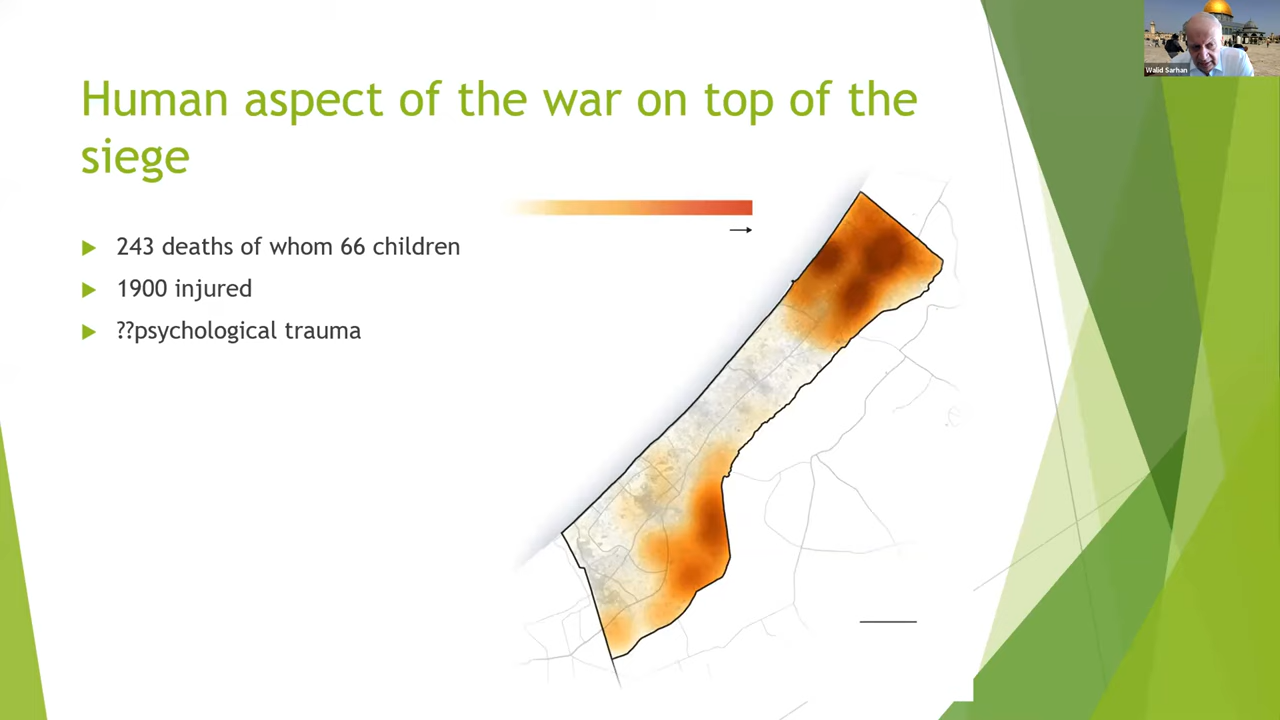 Walid Sarhan
Human aspect of the war on top of the
siege
243 deaths of whom 66 children
1900 injured
??psychological trauma